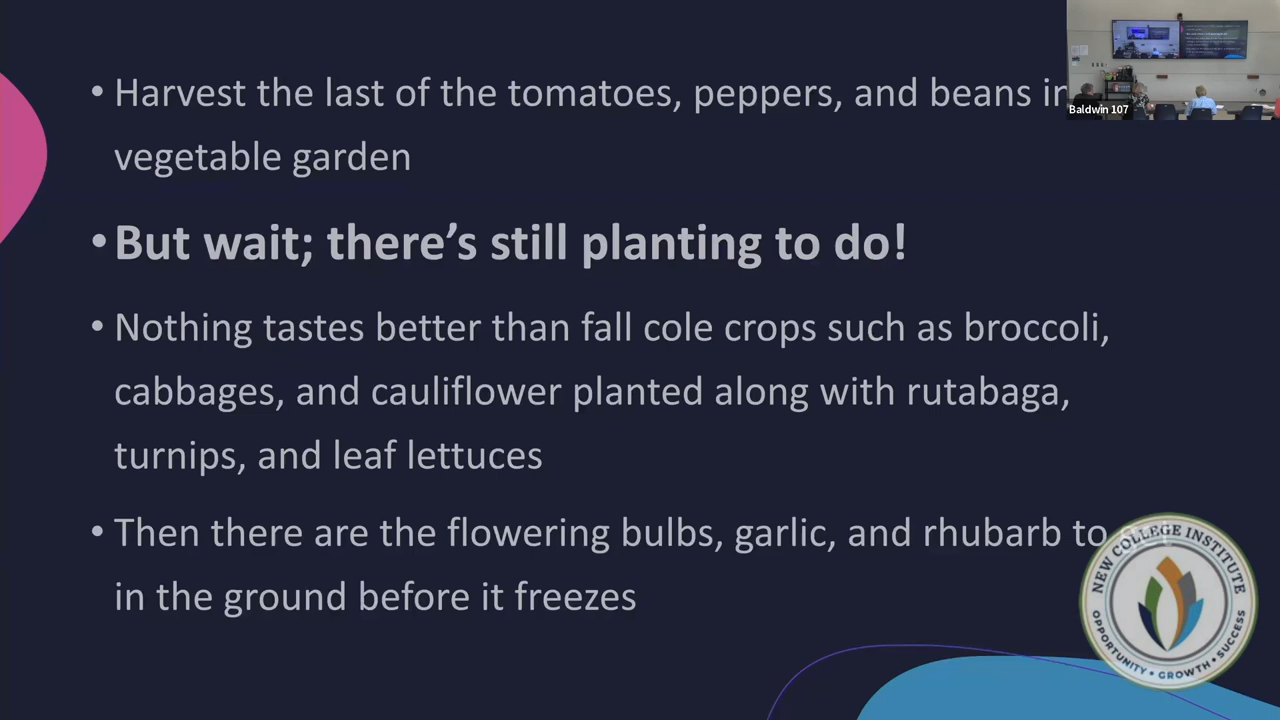 • Harvest the last of the tomatoes, peppers, and beans in
vegetable garden
• But wait; there’s still planting to do!
• Nothing tastes better than fall cole crops such as broccoli,
cabbages, and cauliflower planted along with rutabaga,
turnips, and leaf lettuces
• Then there are the flowering bulbs, garlic, and rhubarb to
in the ground before it freezes
Baldwin 107
NEW COLLEGE INSTITUTE
OPPORTUNITY • GROWTH • SUCCESS